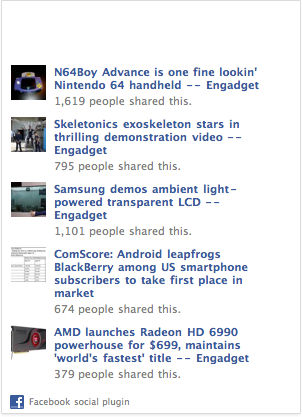 N64Boy Advance is one fine lookin'
Nintendo 64 handheld -- Engadget
1,619 people shared this.
Skeletonics exoskeleton stars in
thrilling demonstration video --
Engadget
795 people shared this.
Samsung demos ambient light-
powered transparent LCD --
Engadget
1,101 people shared this.
ComScore: Android leapfrogs
BlackBerry among US smartphone
subscribers to take first place in
market
674 people shared this.
AMD launches Radeon HD 6990
powerhouse for $699, maintains
'world's fastest' title -- Engadget
379 people shared this.
Facebook social plugin